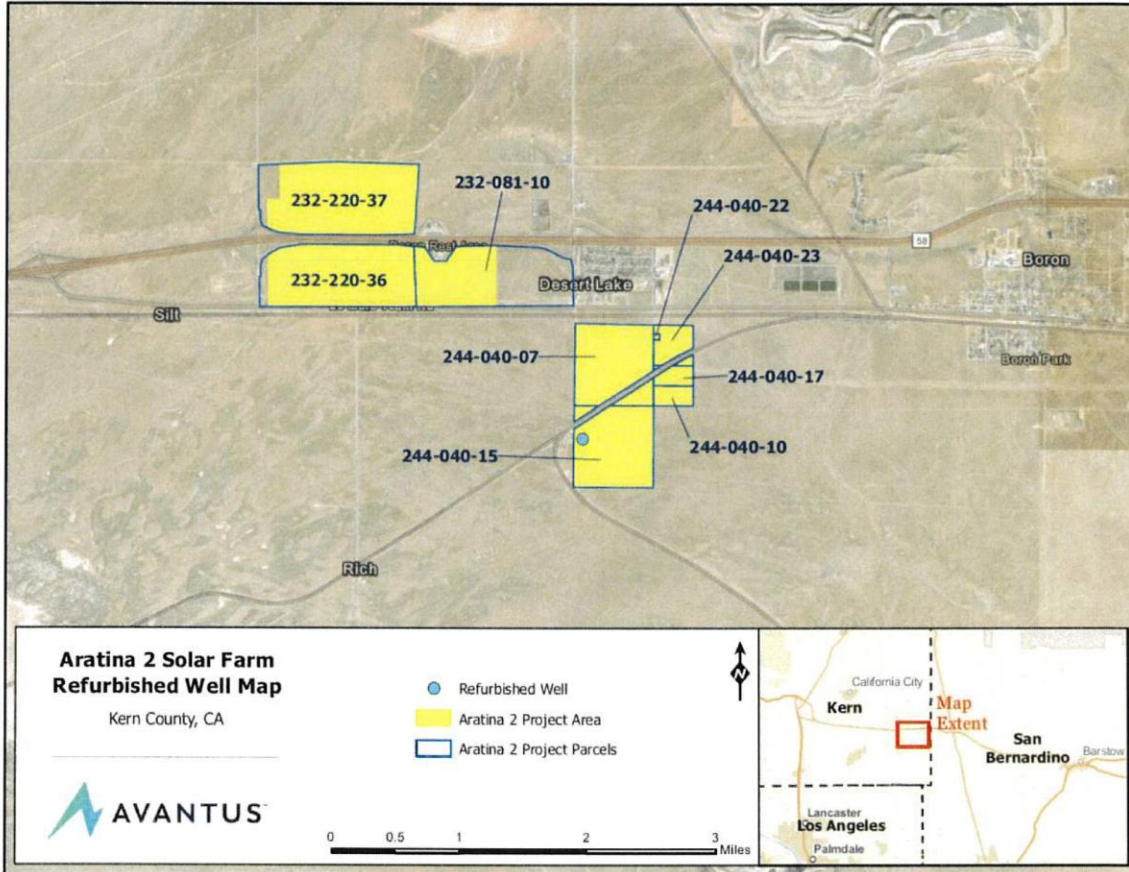 232-220-37
232-081-10
244-040-22
58
244-040-23
Boron
232-220-36
Desert Lake
Silt
244-040-07
Boron Park
244-040-17
244-040-15
244-040-10
Rich
Aratina 2 Solar Farm
Refurbished Well Map
Kern County, CA
AVANTUS
Refurbished Well
Aratina 2 Project Area
Aratina 2 Project Parcels
N
0 0.5 1 2 3
Miles
California City
Kern
Map
Extent
San
Bernardino
Barstow
Lancaster
Los Angeles
Palmdale